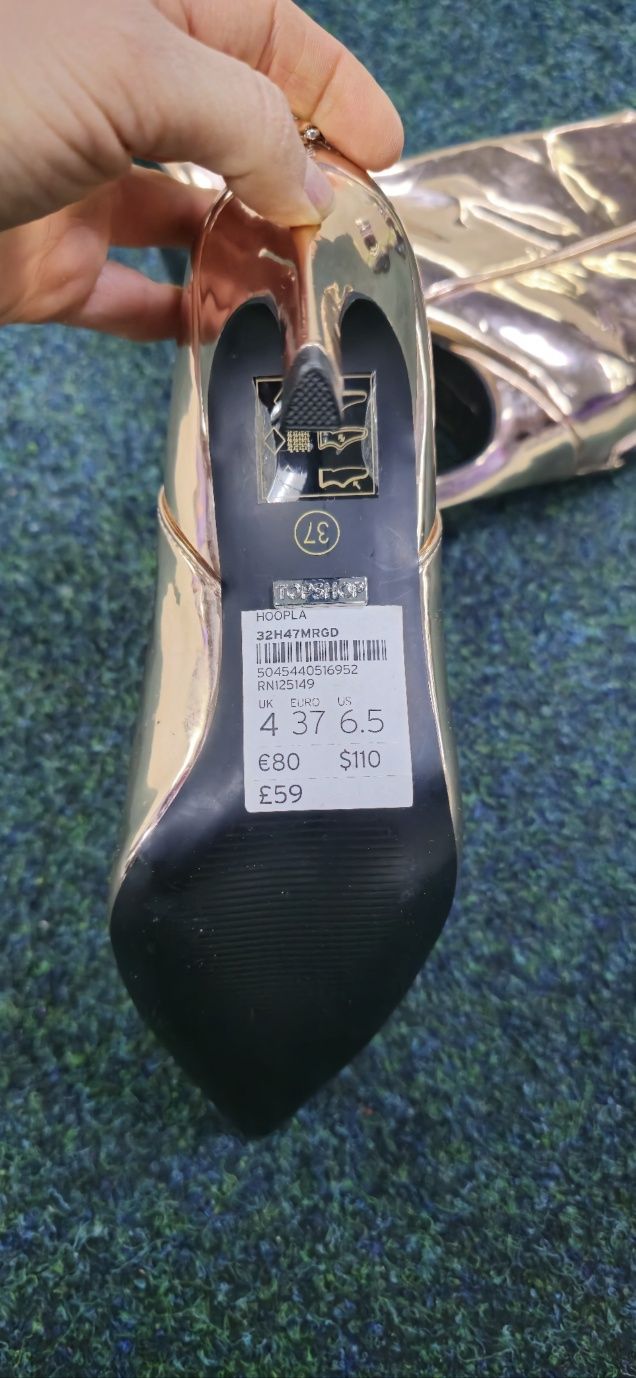 37
TOPSHOP
HOOPLA
32H47MRGD
5045440516952
RN125149
UK EURO US
4 37 6.5
€80 $110
£59